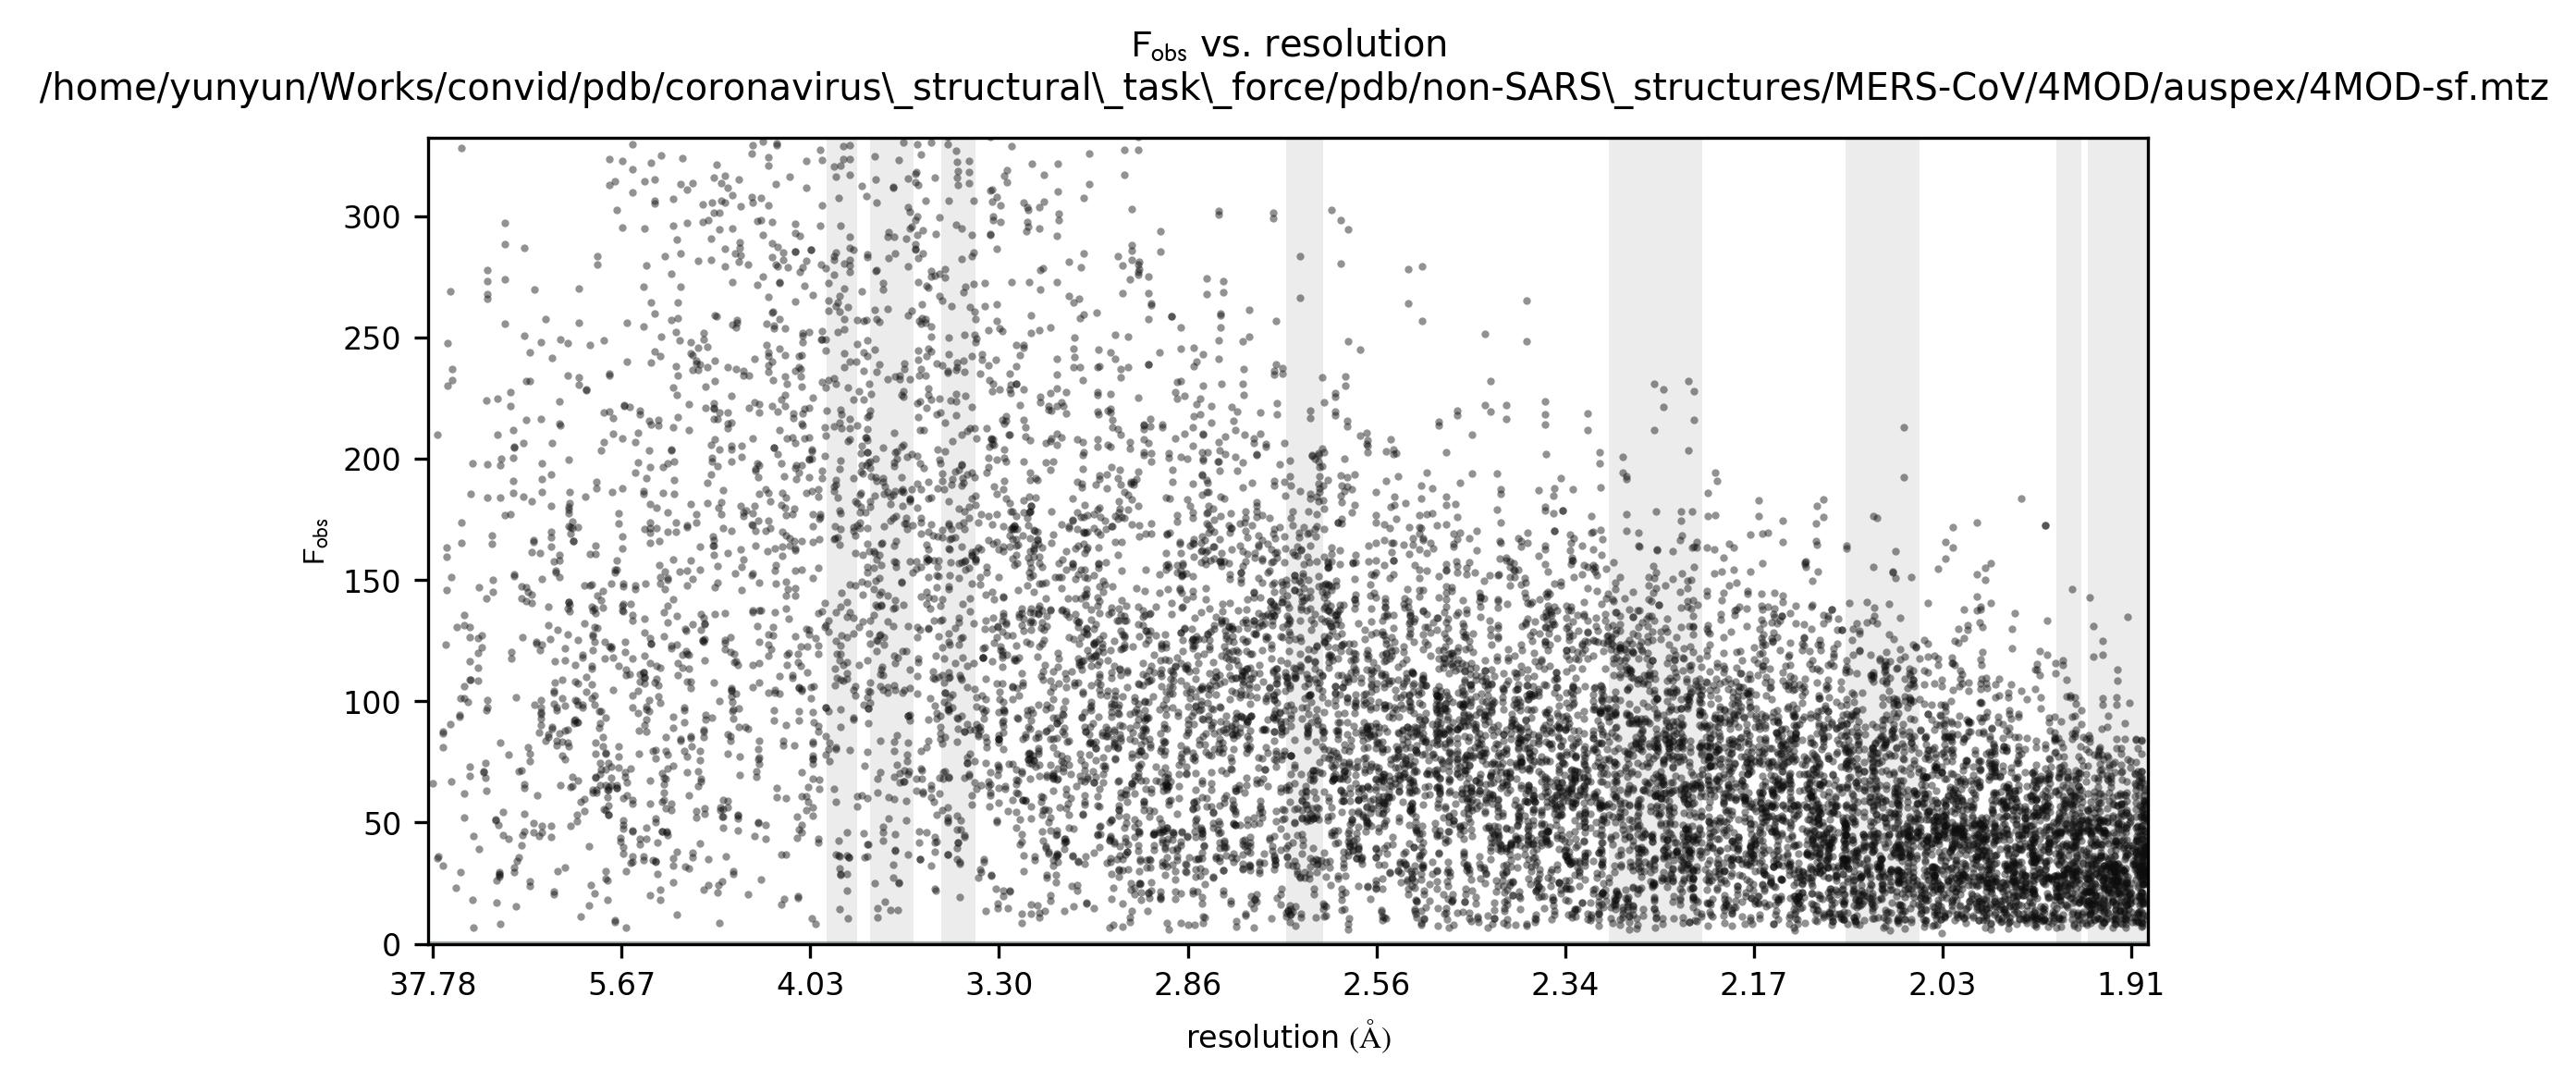 F_obs vs. resolution
/home/yunyun/Works/convid/pdb/coronavirus\_structural\_task\_force/pdb/non-SARS\_structures/MERS-CoV/4MOD/auspex/4MOD-sf.mtz
F_obs
300
250
200
150
100
50
0
37.78 5.67 4.03 3.30 2.86 2.56 2.34 2.17 2.03 1.91
resolution (Å)